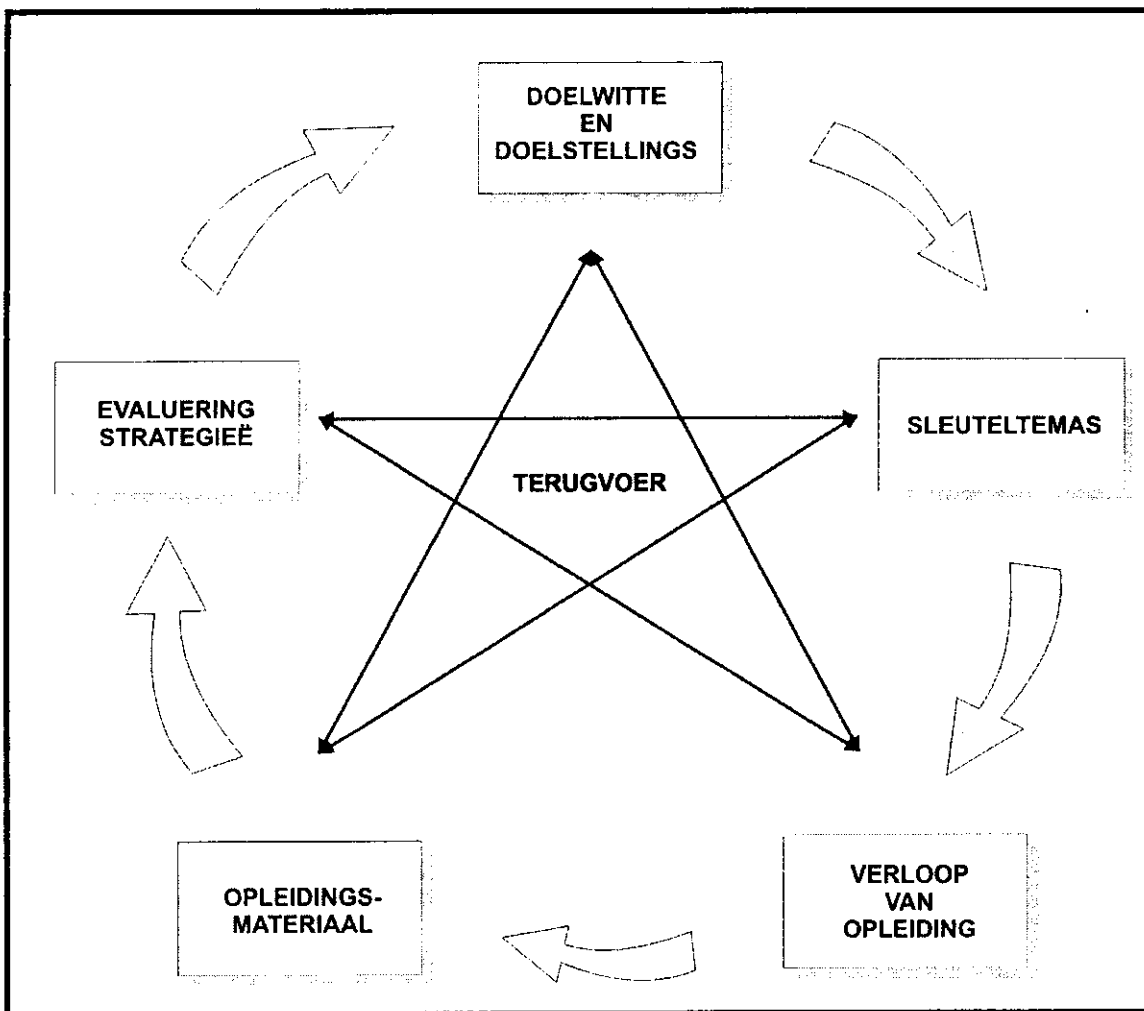 DOELWITTE
EN
DOELSTELLINGS
EVALUERING
STRATEGIEË
SLEUTELTEMAS
TERUGVOER
OPLEIDINGS-
MATERIAAL
VERLOOP
VAN
OPLEIDING